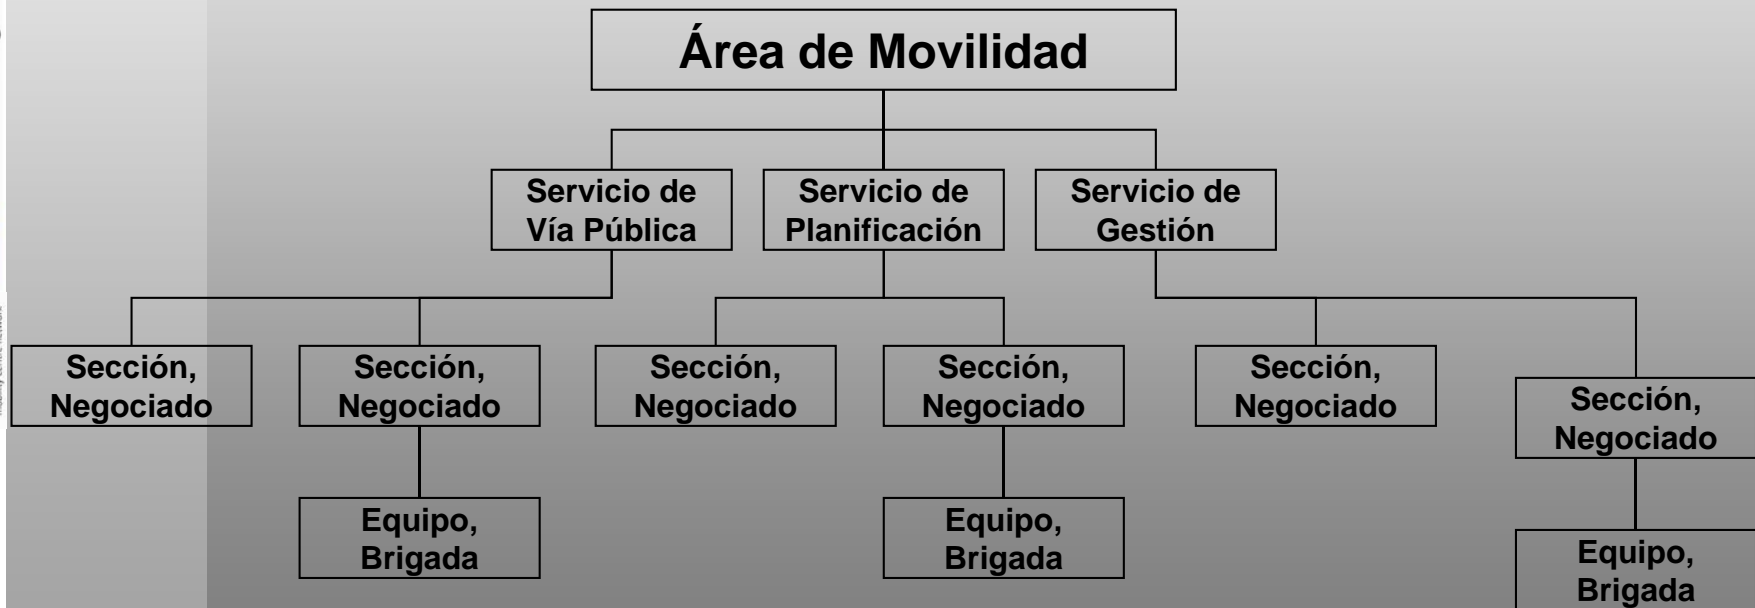 Área de Movilidad
Servicio de
Vía Pública
Servicio de
Planificación
Servicio de
Gestión
Sección,
Negociado
Sección,
Negociado
Sección,
Negociado
Sección,
Negociado
Sección,
Negociado
Sección,
Negociado
Equipo,
Brigada
Equipo,
Brigada
Equipo,
Brigada